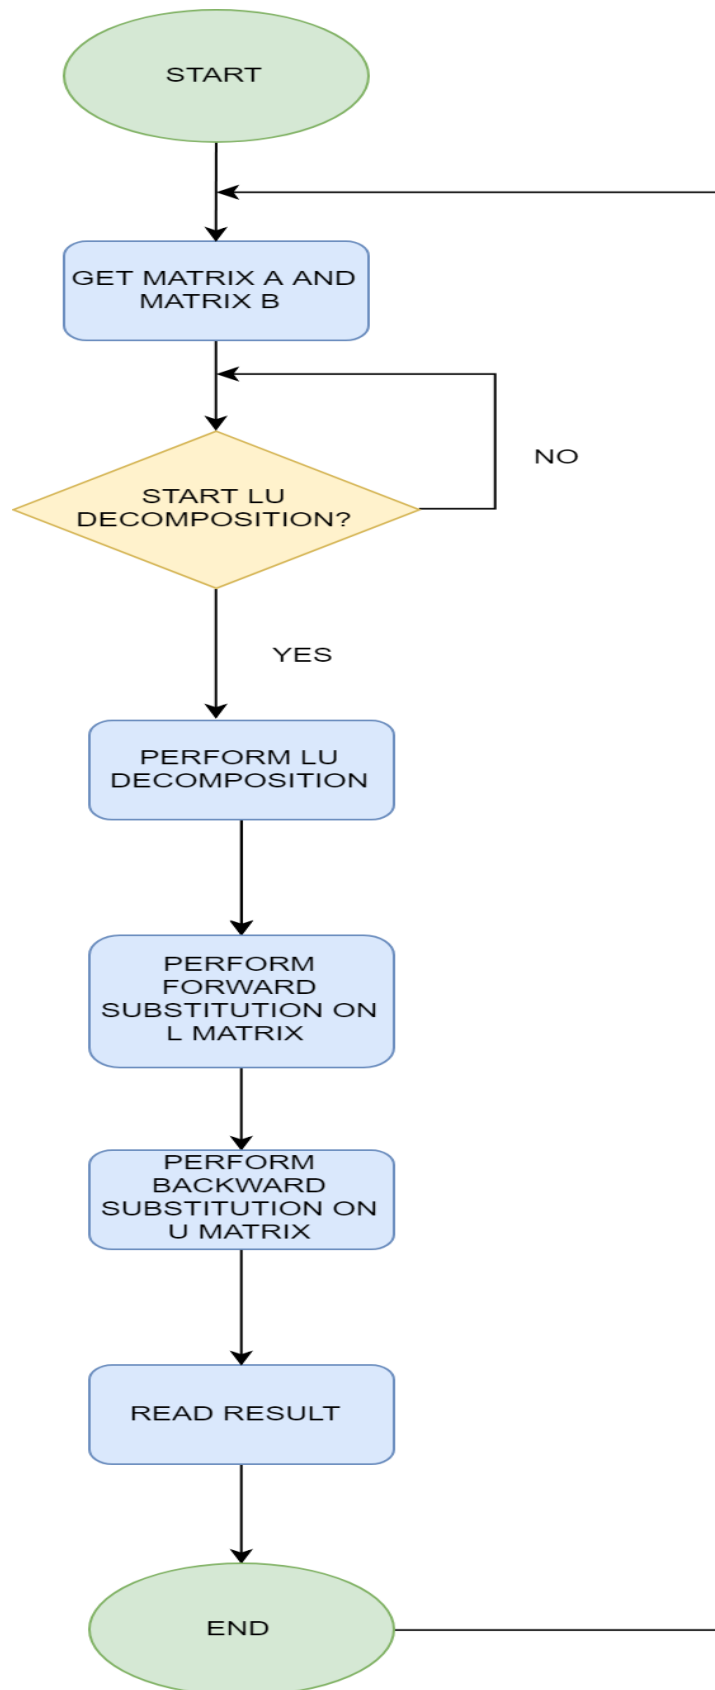 START
GET MATRIX A AND
MATRIX B
NO
START LU
DECOMPOSITION?
YES
PERFORM LU
DECOMPOSITION
PERFORM
FORWARD
SUBSTITUTION ON
L MATRIX
PERFORM
BACKWARD
SUBSTITUTION ON
U MATRIX
READ RESULT
END